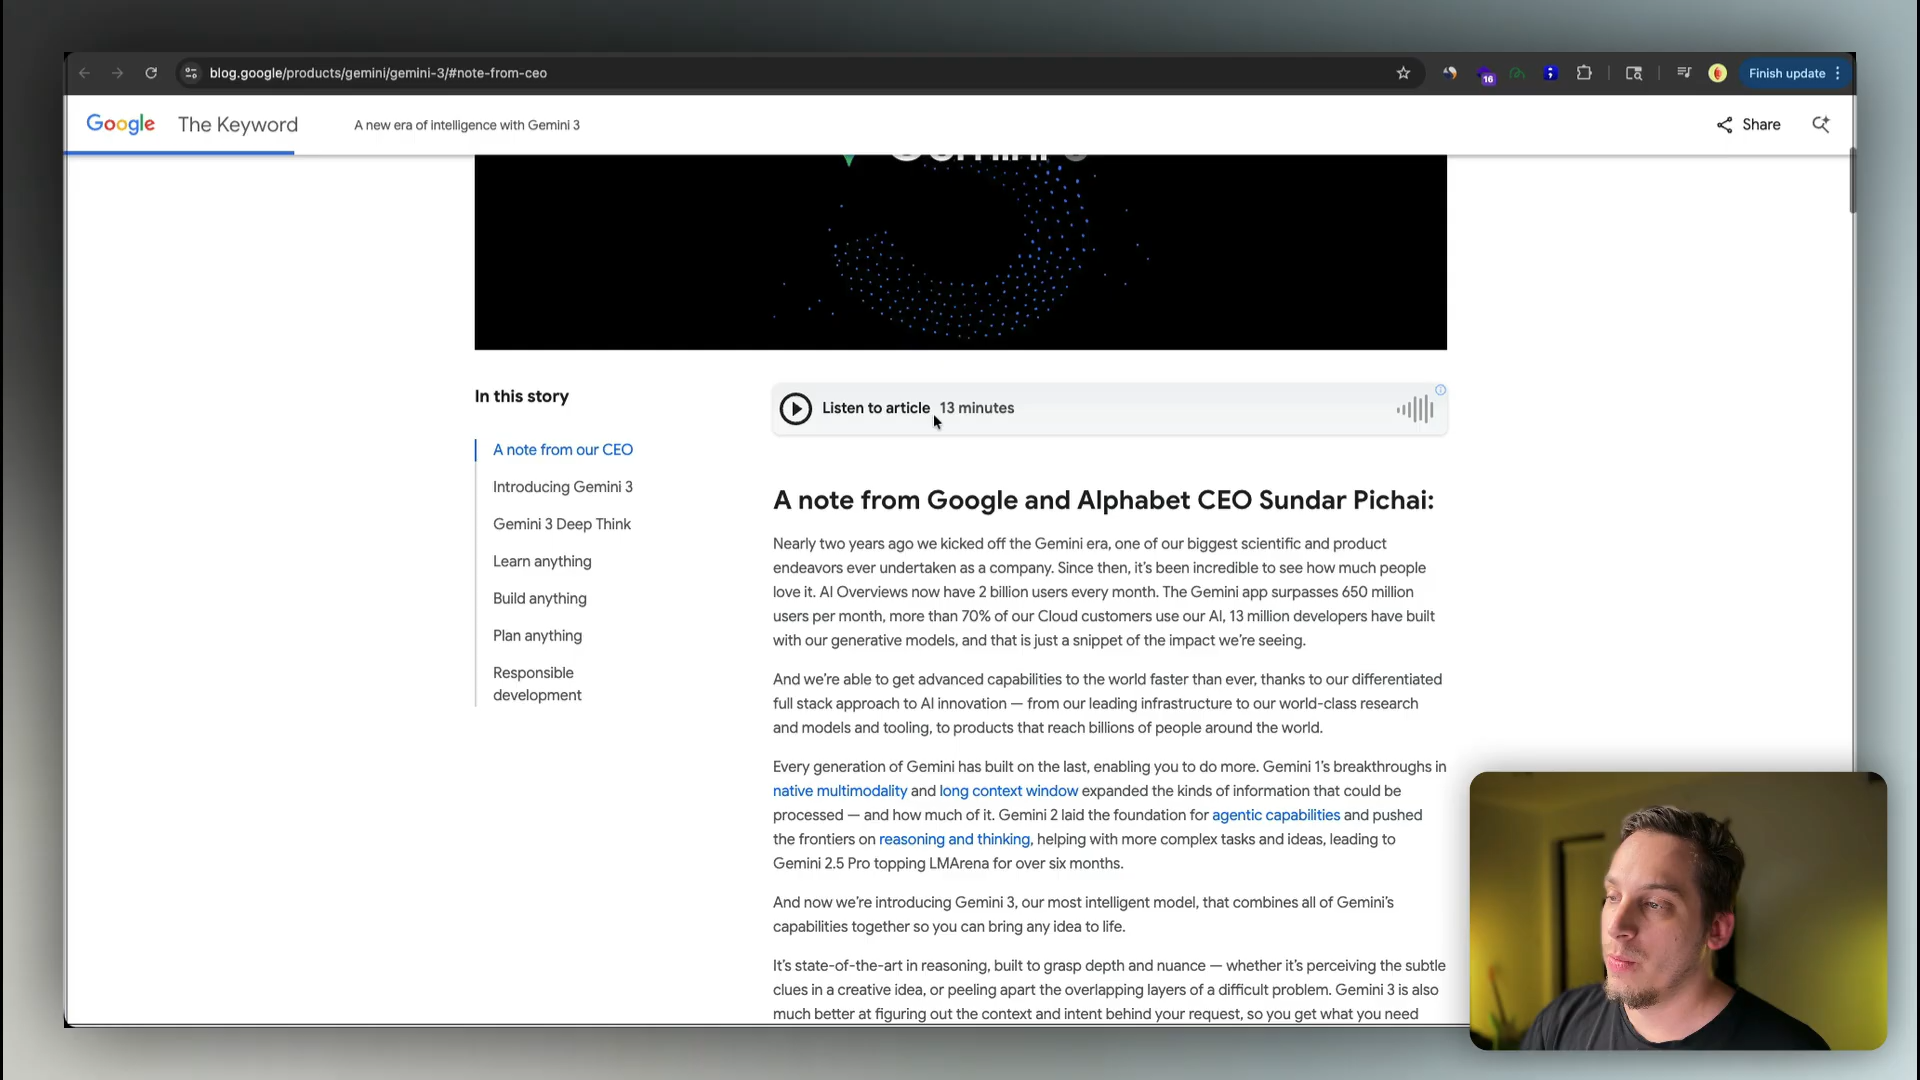 blog.google/products/gemini/gemini-3/#note-from-ceo
16
Finish update
Google The Keyword
A new era of intelligence with Gemini 3
Share
Gemini 3
In this story
A note from our CEO
Introducing Gemini 3
Gemini 3 Deep Think
Learn anything
Build anything
Plan anything
Responsible
development
Listen to article 13 minutes
A note from Google and Alphabet CEO Sundar Pichai:
Nearly two years ago we kicked off the Gemini era, one of our biggest scientific and product
endeavors ever undertaken as a company. Since then, it’s been incredible to see how much people
love it. AI Overviews now have 2 billion users every month. The Gemini app surpasses 650 million
users per month, more than 70% of our Cloud customers use our AI, 13 million developers have built
with our generative models, and that is just a snippet of the impact we’re seeing.
And we’re able to get advanced capabilities to the world faster than ever, thanks to our differentiated
full stack approach to AI innovation — from our leading infrastructure to our world-class research
and models and tooling, to products that reach billions of people around the world.
Every generation of Gemini has built on the last, enabling you to do more. Gemini 1’s breakthroughs in
native multimodality and long context window expanded the kinds of information that could be
processed — and how much of it. Gemini 2 laid the foundation for agentic capabilities and pushed
the frontiers on reasoning and thinking, helping with more complex tasks and ideas, leading to
Gemini 2.5 Pro topping LMArena for over six months.
And now we’re introducing Gemini 3, our most intelligent model, that combines all of Gemini’s
capabilities together so you can bring any idea to life.
It’s state-of-the-art in reasoning, built to grasp depth and nuance — whether it’s perceiving the subtle
clues in a creative idea, or peeling apart the overlapping layers of a difficult problem. Gemini 3 is also
much better at figuring out the context and intent behind your request, so you get what you need